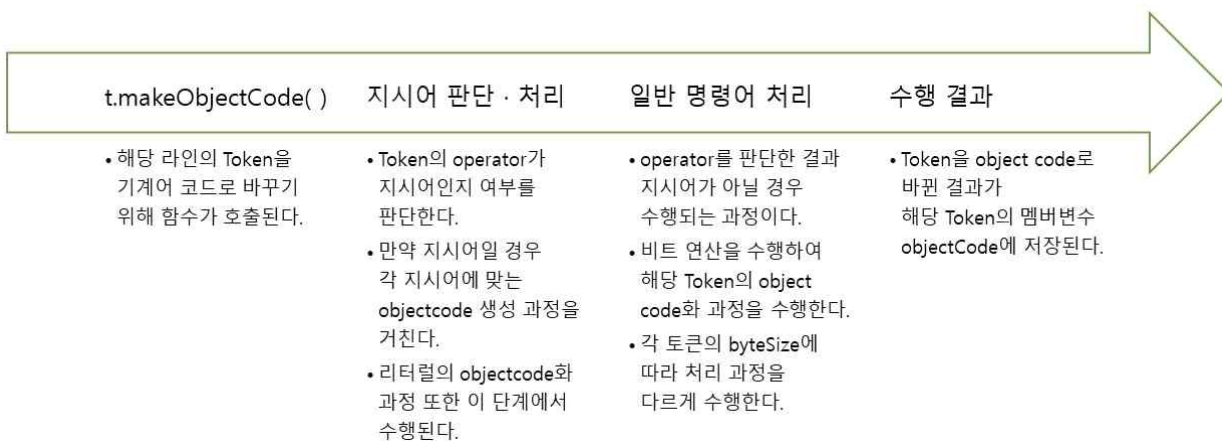 t.makeObjectCode( )
• 해당 라인의 Token을
기계어 코드로 바꾸기
위해 함수가 호출된다.
지시어 판단 · 처리
• Token의 operator가
지시어인지 여부를
판단한다.
• 만약 지시어일 경우
각 지시어에 맞는
objectcode 생성 과정을
거친다.
• 리터럴의 objectcode화
과정 또한 이 단계에서
수행된다.
일반 명령어 처리
• operator를 판단한 결과
지시어가 아닐 경우
수행되는 과정이다.
• 비트 연산을 수행하여
해당 Token의 object
code화 과정을 수행한다.
• 각 토큰의 byteSize에
따라 처리 과정을
다르게 수행한다.
수행 결과
• Token을 object code로
바뀐 결과가
해당 Token의 멤버변수
objectCode에 저장된다.